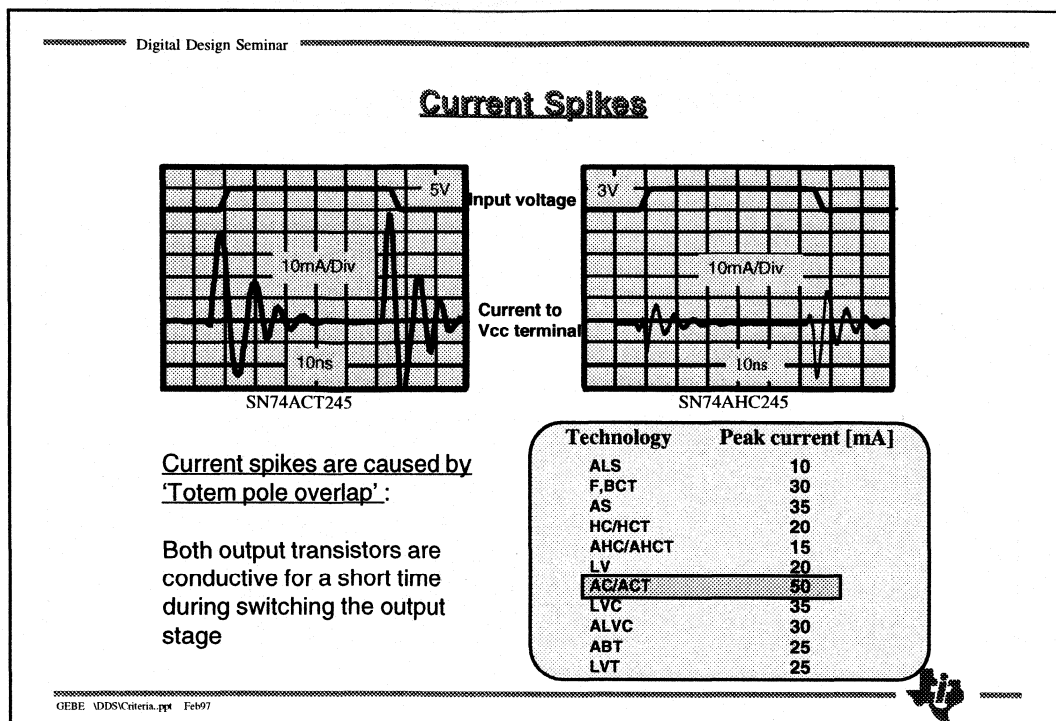 Digital Design Seminar
Current Spikes
5V
Input voltage
3V
10mA/Div
10mA/Div
Current to
Vcc terminal
10ns
10ns
SN74ACT245
SN74AHC245
Current spikes are caused by
'Totem pole overlap' :
Both output transistors are
conductive for a short time
during switching the output
stage
Technology Peak current [mA]
ALS 10
F,BCT 30
AS 35
HC/HCT 20
AHC/AHCT 15
LV 20
AC/ACT 50
LVC 35
ALVC 30
ABT 25
LVT 25
GEBE \DDS\Criteria..ppt Feb97